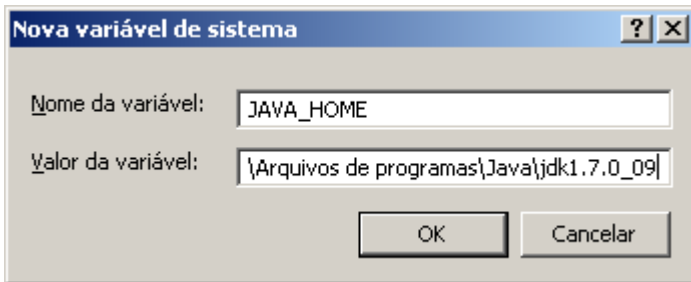 Nova variável de sistema
Nome da variável: JAVA_HOME
Valor da variável: \Arquivos de programas\Java\jdk1.7.0_09
OK Cancelar